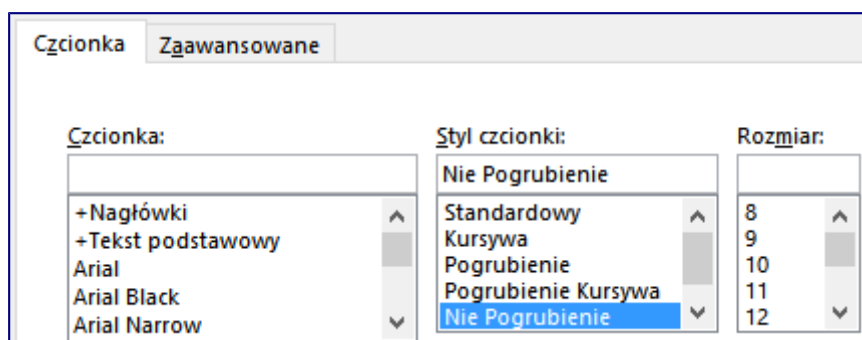 Czcionka Zaawansowane
Czcionka: Styl czcionki: Rozmiar:
Nie Pogrubienie
+Nagłówki Standardowy 8
+Tekst podstawowy Kursywa 9
Arial Pogrubienie 10
Arial Black Pogrubienie Kursywa 11
Arial Narrow Nie Pogrubienie 12